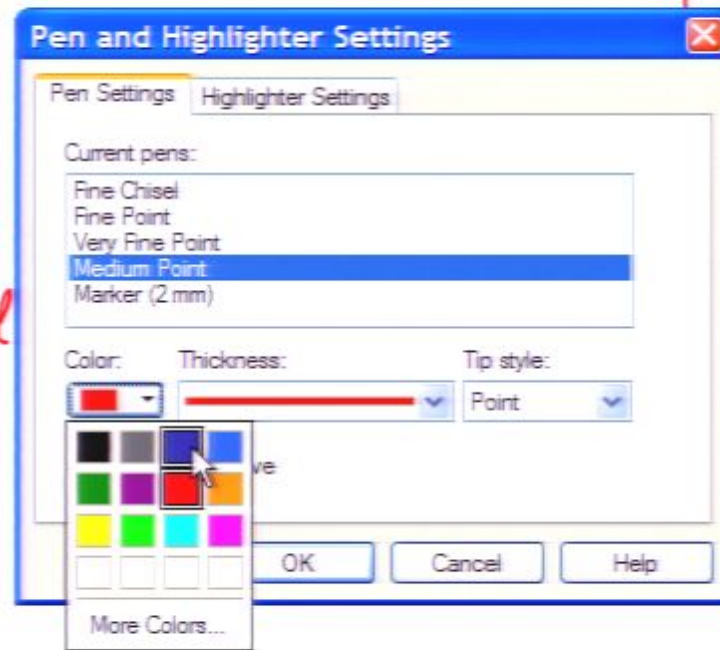 Pen and Highlighter Settings
Pen Settings Highlighter Settings
Current pens:
Fine Chisel
Fine Point
Very Fine Point
Medium Point
Marker (2 mm)
Color: Thickness: Tip style:
Point
OK Cancel Help
More Colors...